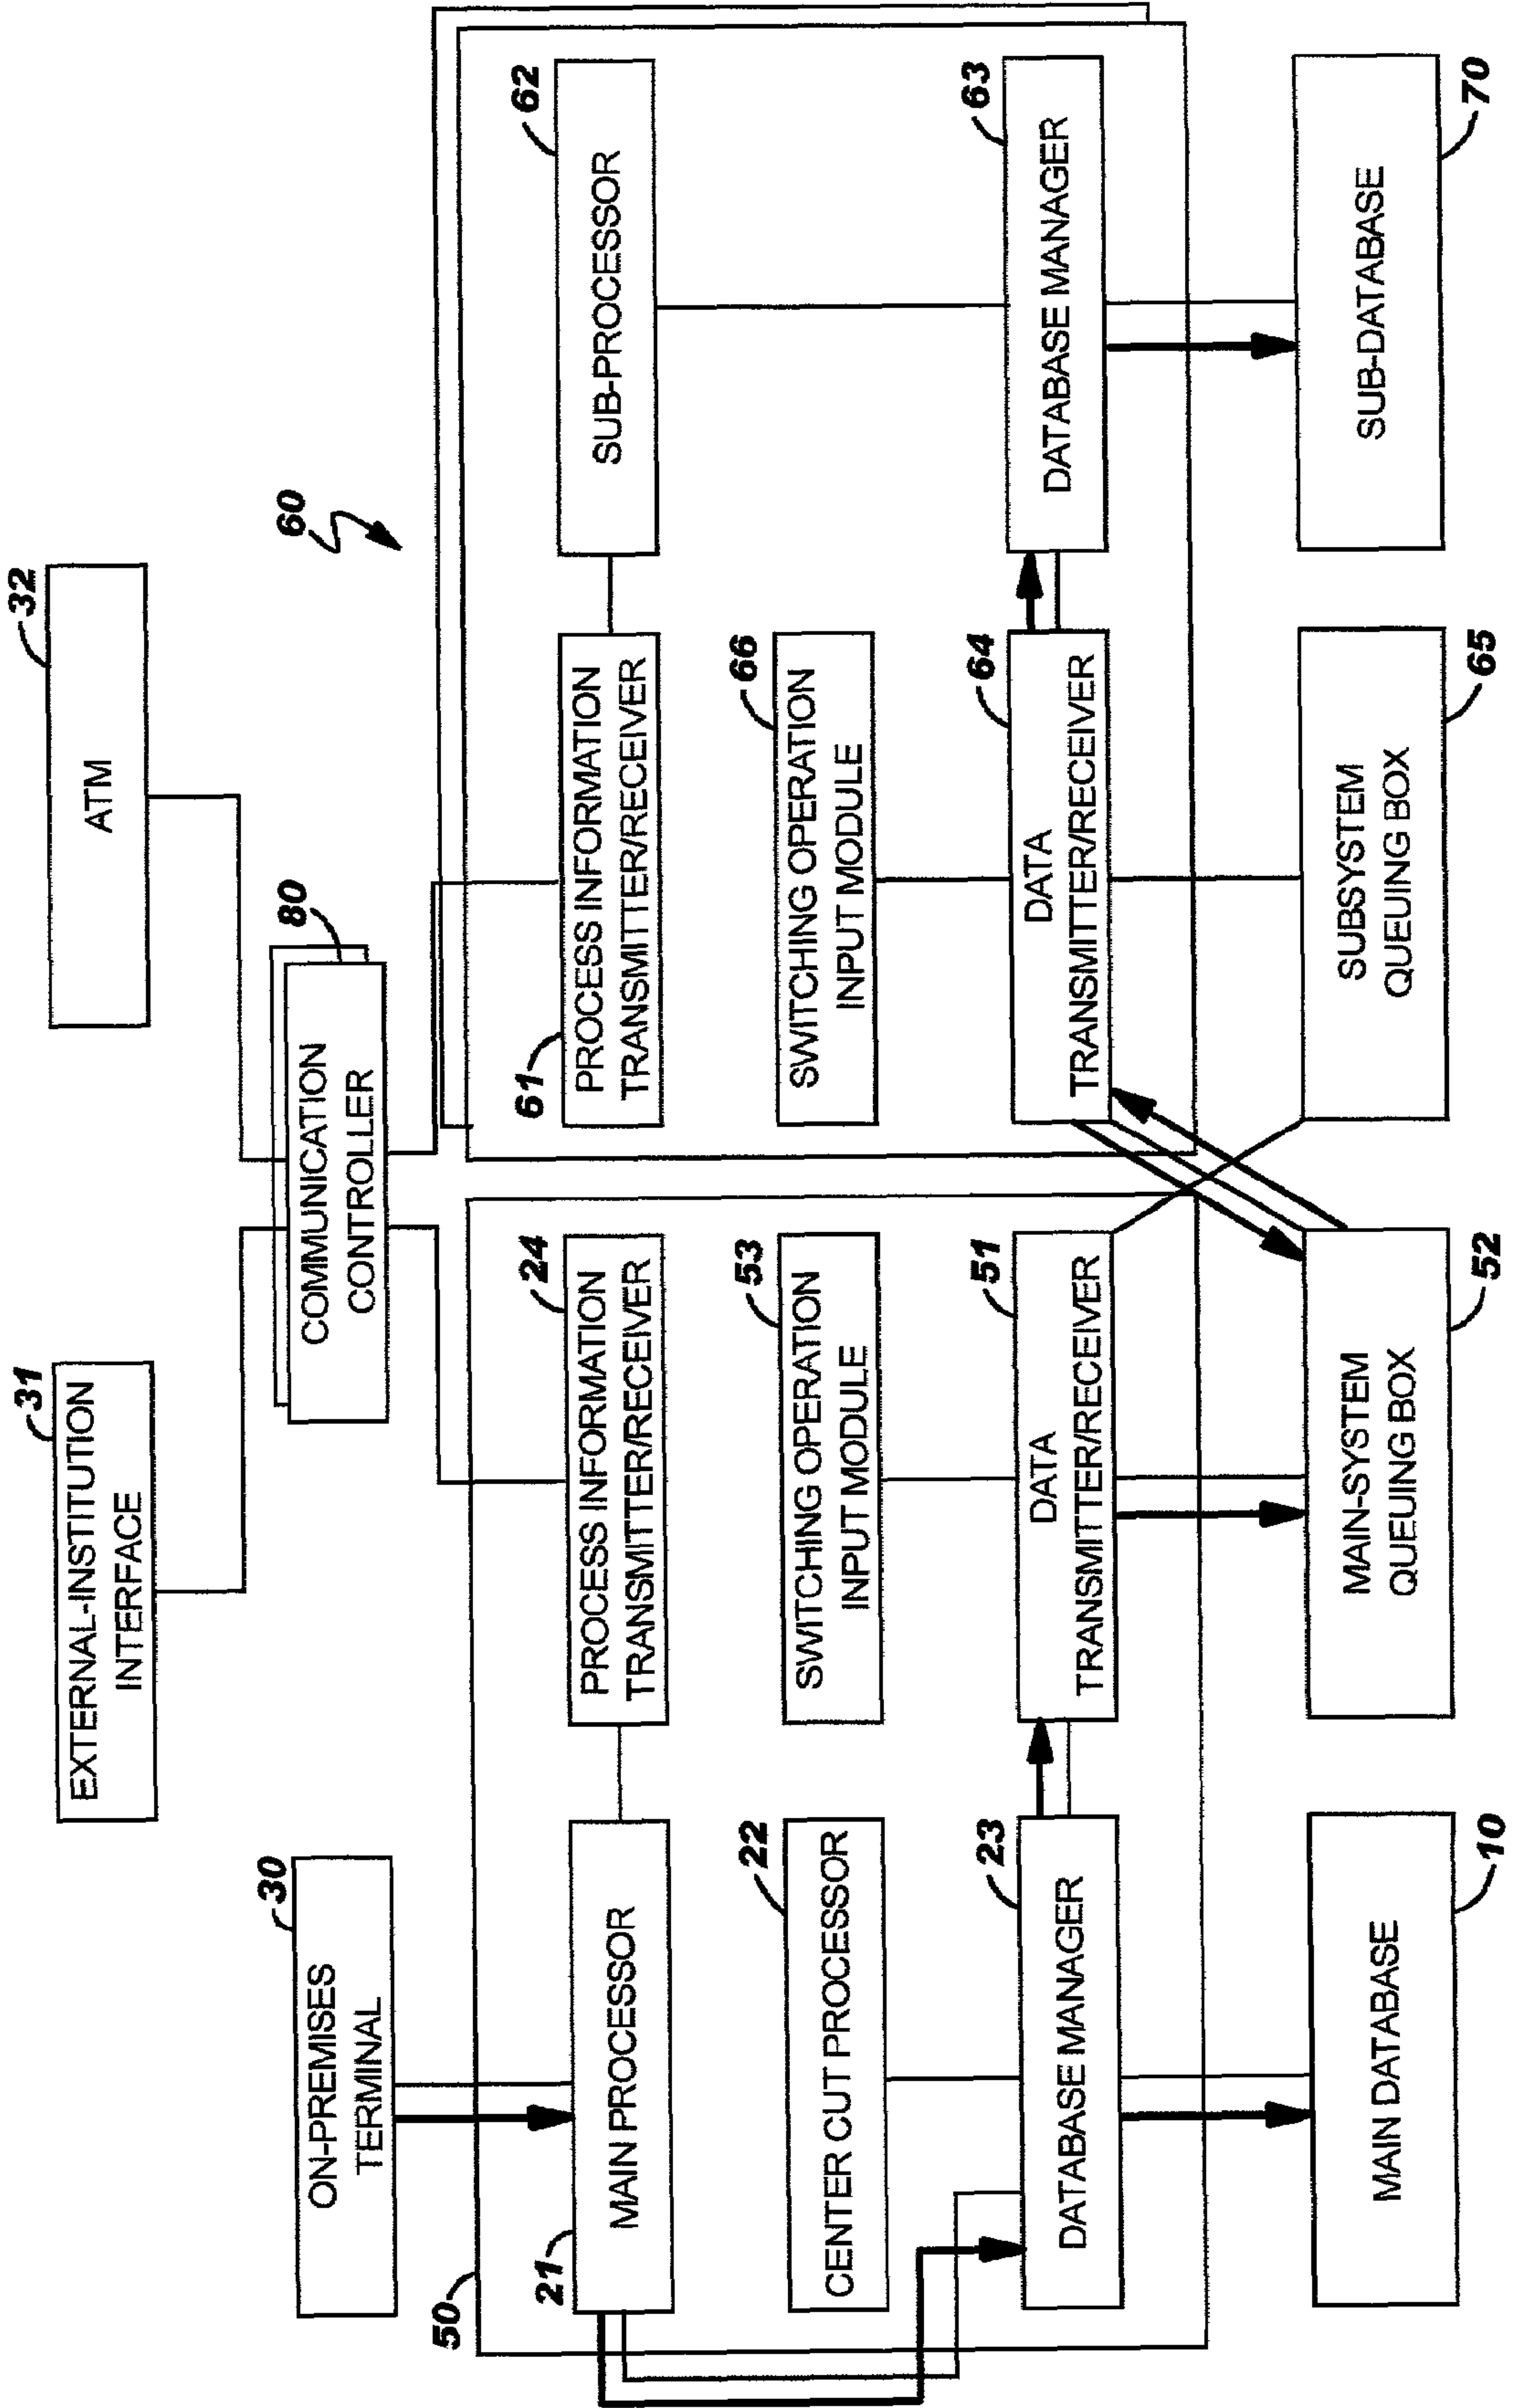 EXTERNAL-INSTITUTION
INTERFACE
31
ATM
32
ON-PREMISES
TERMINAL
30
COMMUNICATION
CONTROLLER
80
60
50
21
MAIN PROCESSOR
PROCESS INFORMATION
TRANSMITTER/RECEIVER
24
61
PROCESS INFORMATION
TRANSMITTER/RECEIVER
SUB-PROCESSOR
62
CENTER CUT PROCESSOR
22
SWITCHING OPERATION
INPUT MODULE
53
SWITCHING OPERATION
INPUT MODULE
66
DATABASE MANAGER
23
DATA
TRANSMITTER/RECEIVER
51
DATA
TRANSMITTER/RECEIVER
64
DATABASE MANAGER
63
MAIN DATABASE
10
MAIN-SYSTEM
QUEUING BOX
52
SUBSYSTEM
QUEUING BOX
65
SUB-DATABASE
70